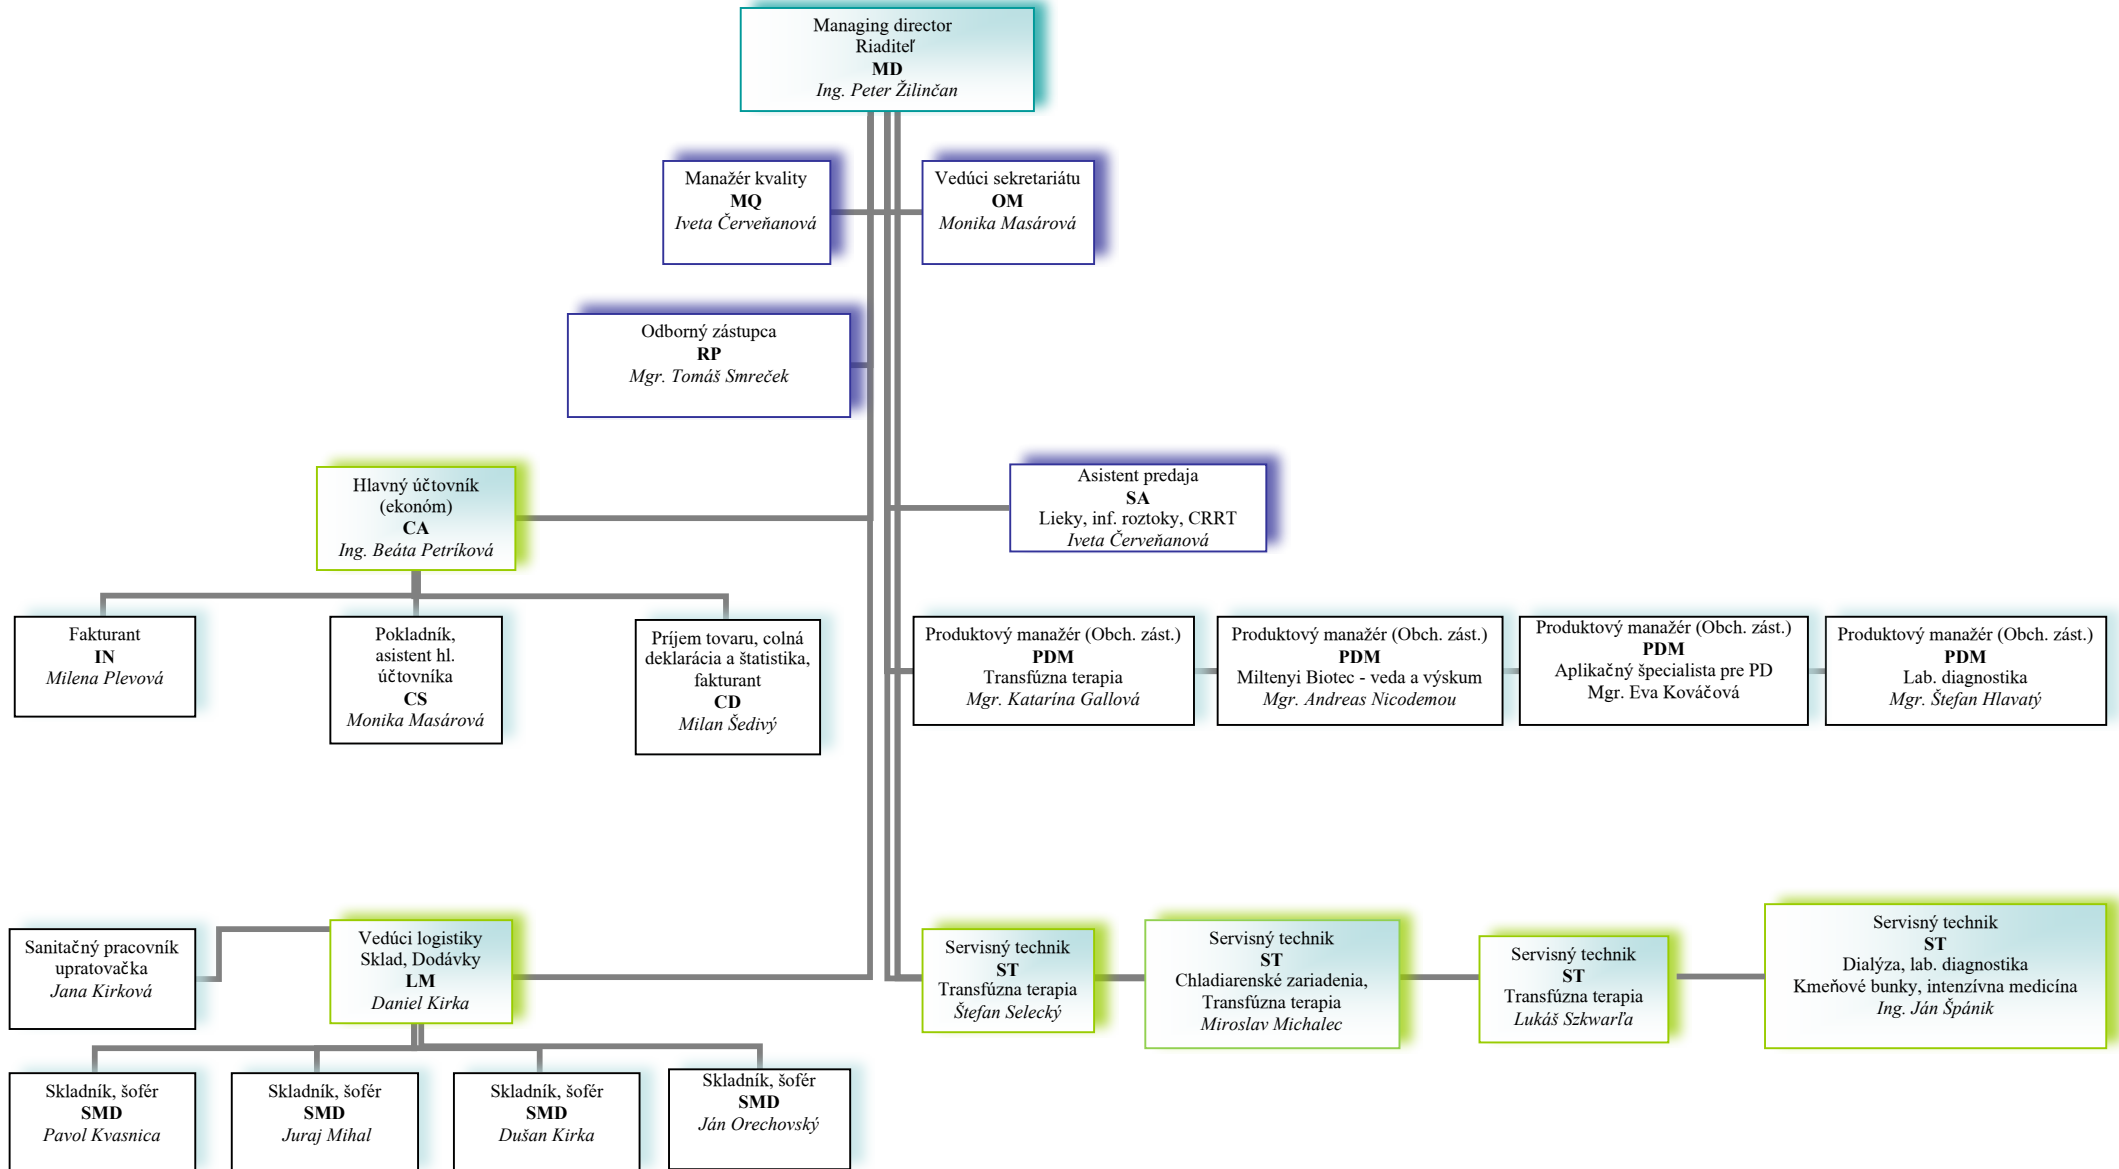 Managing director
Riaditeľ
MD
Ing. Peter Žilinčan
Manažér kvality
MQ
Iveta Červeňanová
Vedúci sekretariátu
OM
Monika Masárová
Odborný zástupca
RP
Mgr. Tomáš Smreček
Hlavný účtovník
(ekonóm)
CA
Ing. Beáta Petríková
Asistent predaja
SA
Lieky, inf. roztoky, CRRT
Iveta Červeňanová
Fakturant
IN
Milena Plevová
Pokladník,
asistent hl.
účtovníka
CS
Monika Masárová
Príjem tovaru, colná
deklarácia a štatistika,
fakturant
CD
Milan Šedivý
Produktový manažér (Obch. zást.)
PDM
Transfúzna terapia
Mgr. Katarína Gallová
Produktový manažér (Obch. zást.)
PDM
Miltenyi Biotec - veda a výskum
Mgr. Andreas Nicodemou
Produktový manažér (Obch. zást.)
PDM
Aplikačný špecialista pre PD
Mgr. Eva Kováčová
Produktový manažér (Obch. zást.)
PDM
Lab. diagnostika
Mgr. Štefan Hlavatý
Sanitačný pracovník
upratovačka
Jana Kirková
Vedúci logistiky
Sklad, Dodávky
LM
Daniel Kirka
Servisný technik
ST
Transfúzna terapia
Štefan Selecký
Servisný technik
ST
Chladiarenské zariadenia,
Transfúzna terapia
Miroslav Michalec
Servisný technik
ST
Transfúzna terapia
Lukáš Szkwarľa
Servisný technik
ST
Dialýza, lab. diagnostika
Kmeňové bunky, intenzívna medicína
Ing. Ján Špánik
Skladník, šofér
SMD
Pavol Kvasnica
Skladník, šofér
SMD
Juraj Mihal
Skladník, šofér
SMD
Dušan Kirka
Skladník, šofér
SMD
Ján Orechovský